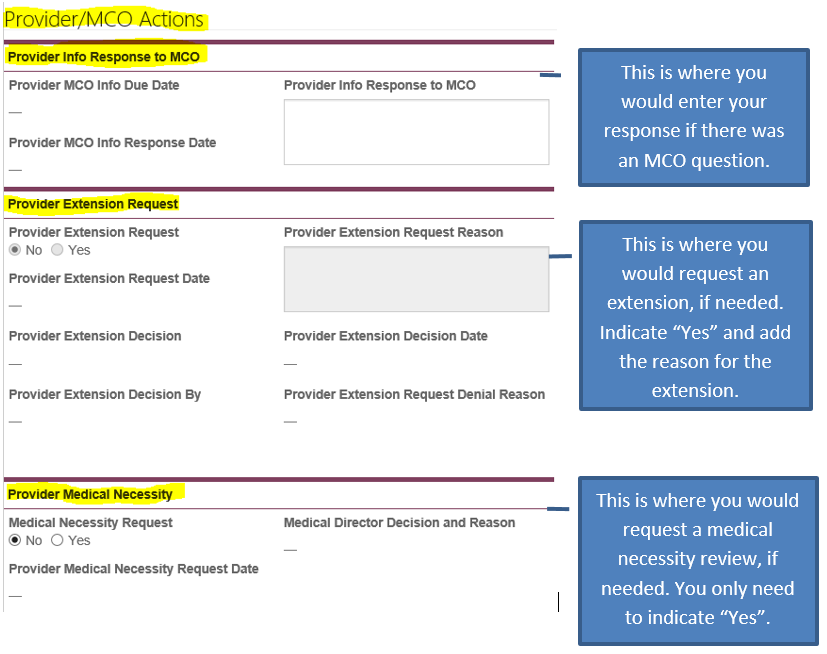 Provider/MCO Actions
Provider Info Response to MCO
Provider MCO Info Due Date
—
Provider MCO Info Response Date
—
Provider Info Response to MCO
This is where you
would enter your
response if there was
an MCO question.
Provider Extension Request
Provider Extension Request
No Yes
Provider Extension Request Date
—
Provider Extension Request Reason
Provider Extension Decision
—
Provider Extension Decision Date
—
Provider Extension Decision By
—
Provider Extension Request Denial Reason
—
This is where you
would request an
extension, if needed.
Indicate “Yes” and add
the reason for the
extension.
Provider Medical Necessity
Medical Necessity Request
No Yes
Provider Medical Necessity Request Date
—
Medical Director Decision and Reason
—
This is where you would
request a medical
necessity review, if
needed. You only need
to indicate “Yes”.